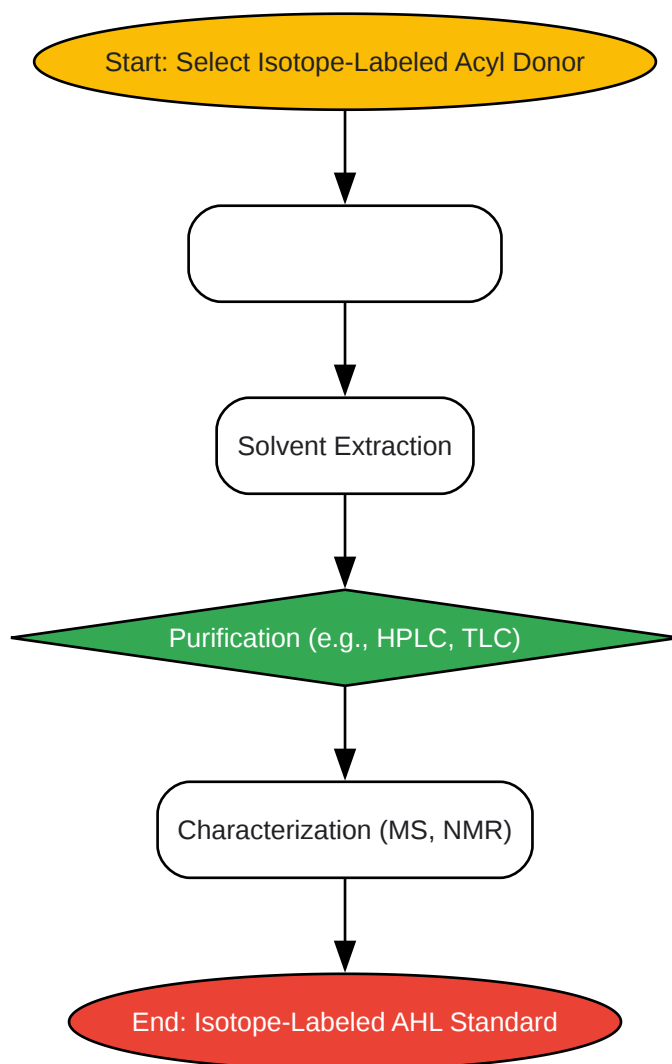 Start: Select Isotope-Labeled Acyl Donor
Solvent Extraction
Purification (e.g., HPLC, TLC)
Characterization (MS, NMR)
End: Isotope-Labeled AHL Standard